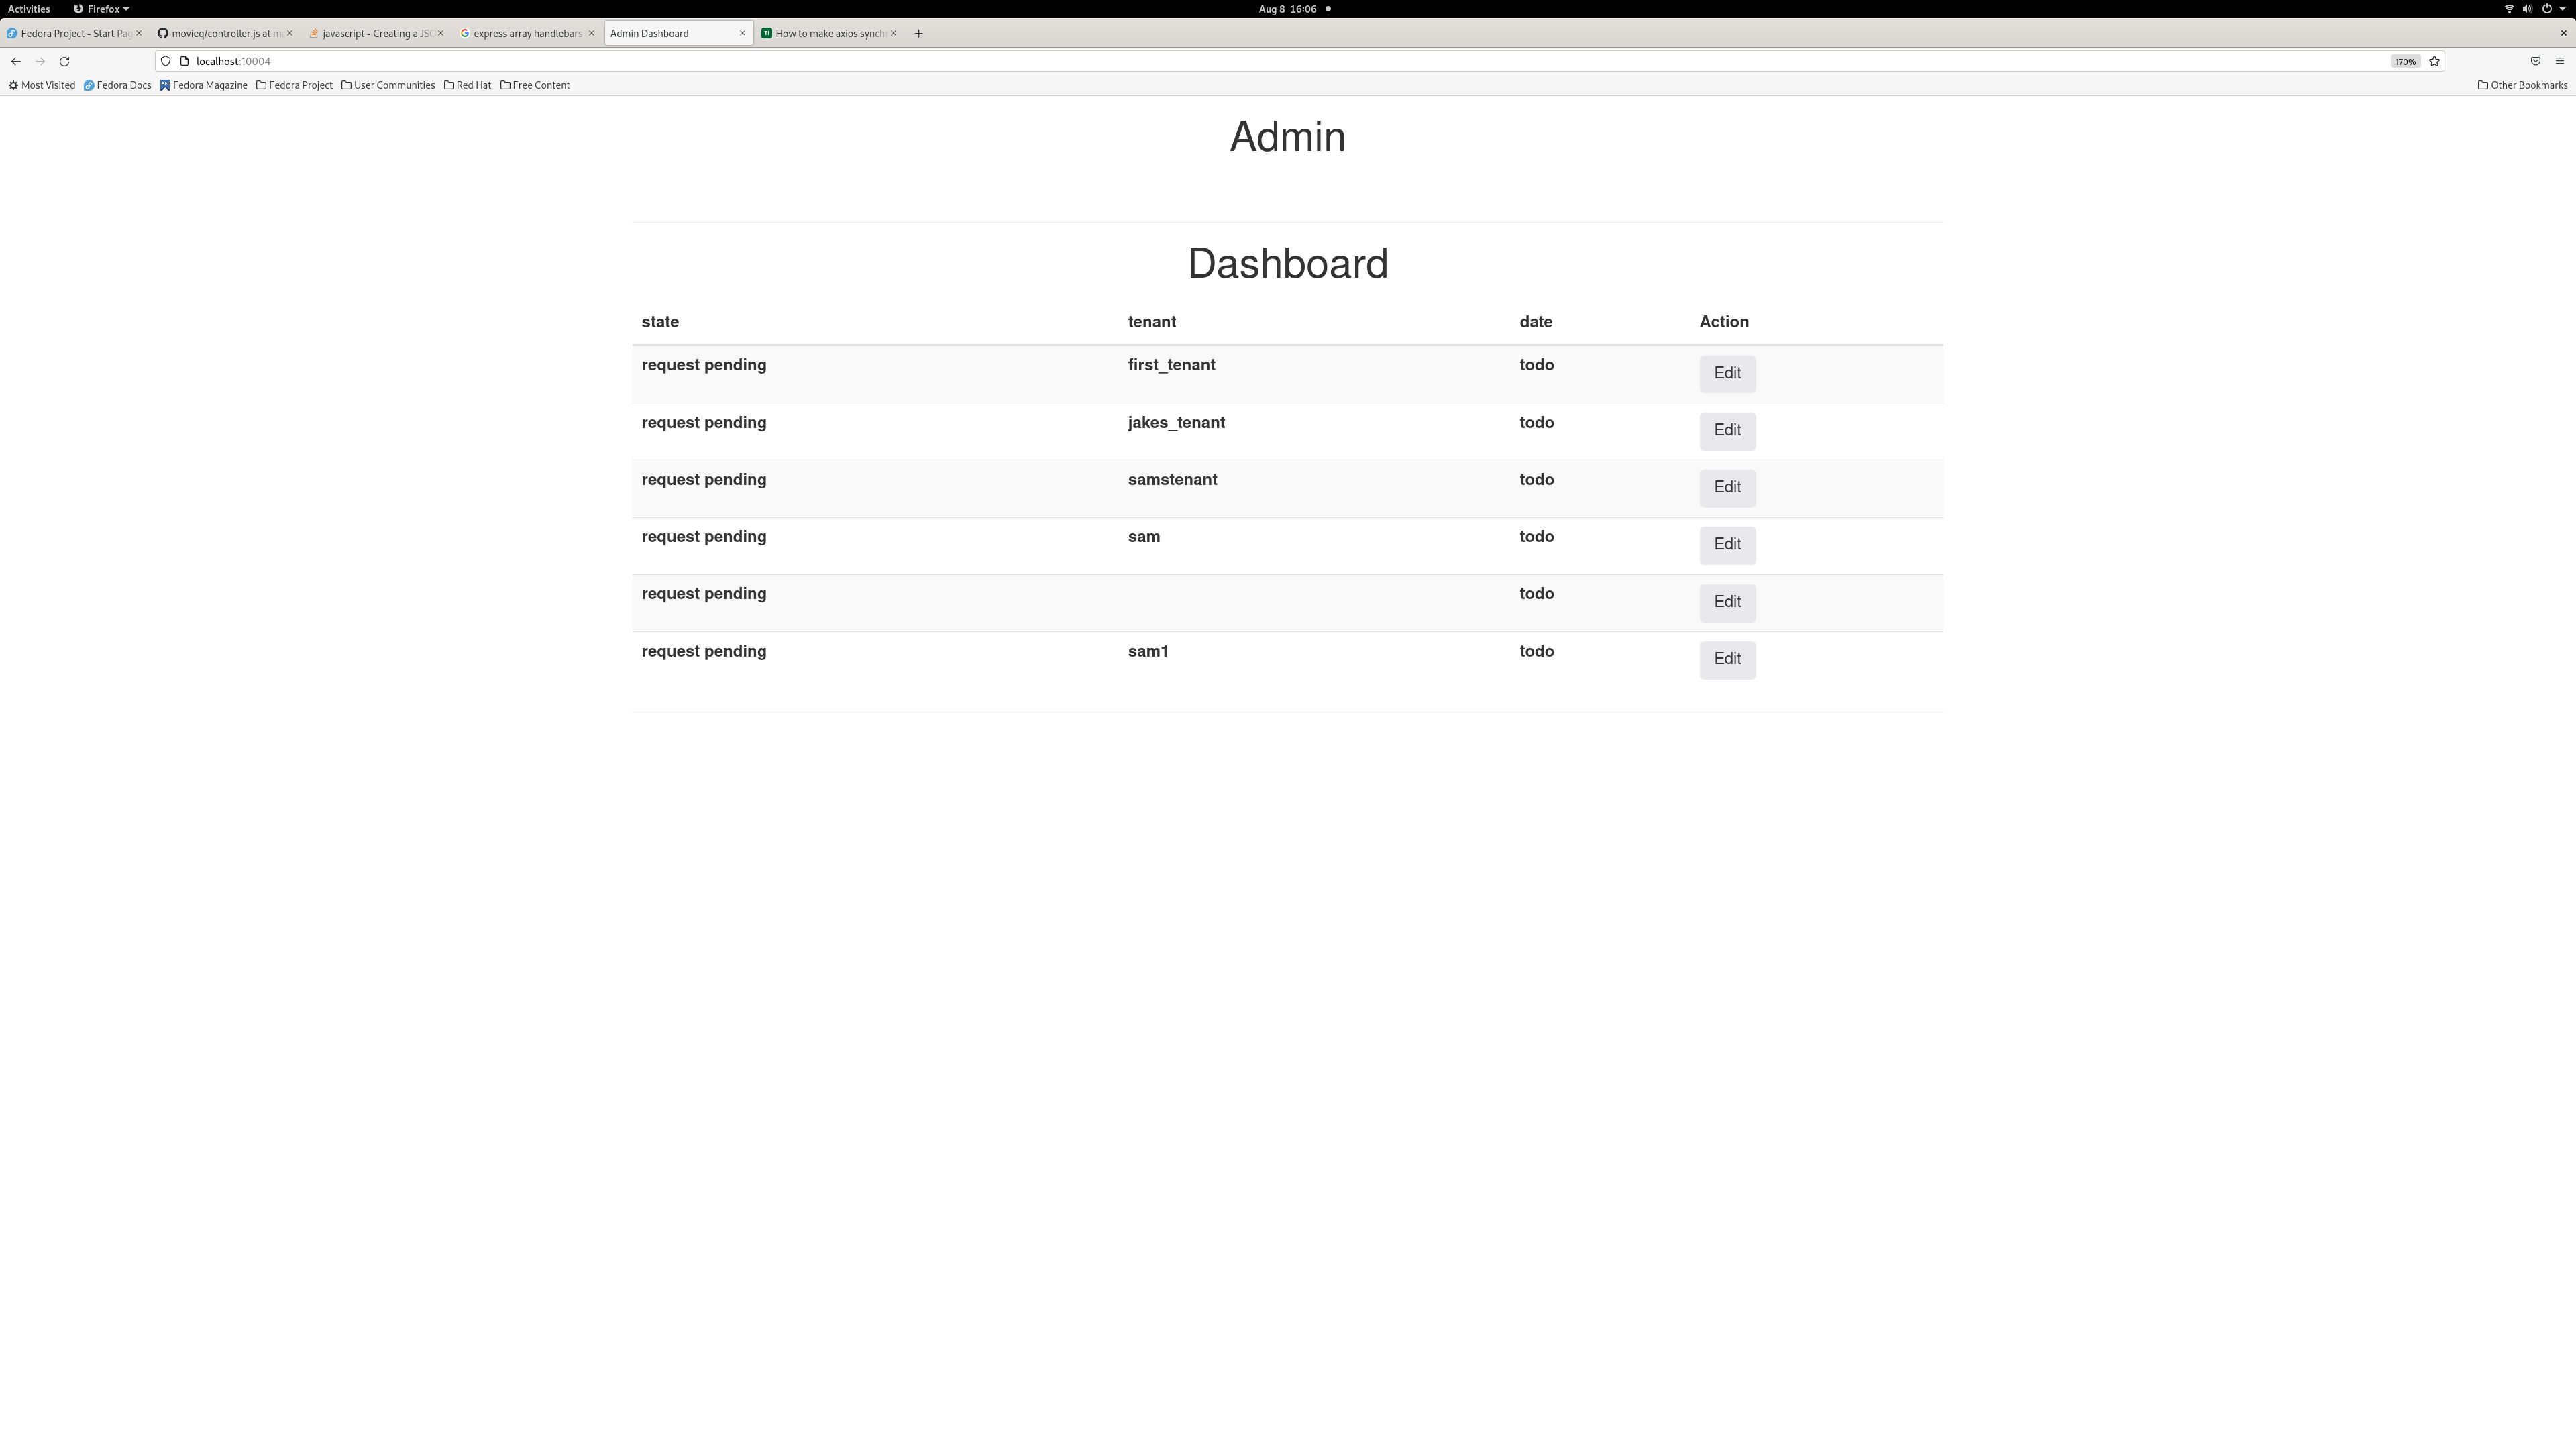 Activities Firefox Aug 8 16:06
Fedora Project - Start Pag movieq/controller.js at m javascript - Creating a JSO express array handlebars Admin Dashboard How to make axios synch
localhost:10004 170%
Most Visited Fedora Docs Fedora Magazine Fedora Project User Communities Red Hat Free Content Other Bookmarks
Admin
Dashboard
state tenant date Action
request pending first_tenant todo Edit
request pending jakes_tenant todo Edit
request pending samstenant todo Edit
request pending sam todo Edit
request pending todo Edit
request pending sam1 todo Edit